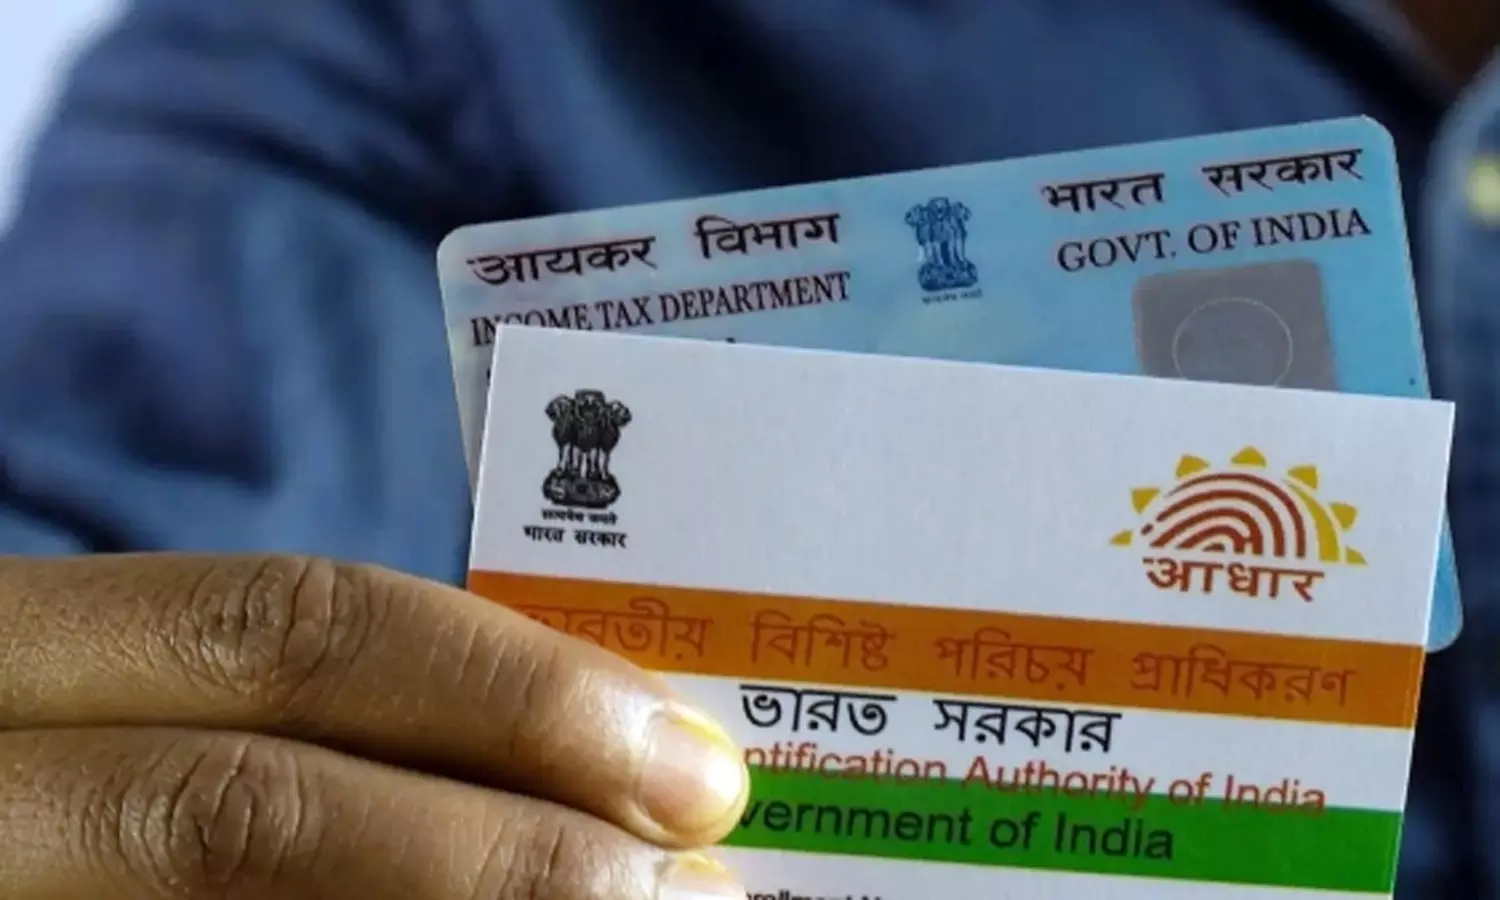 आयकर विभाग
INCOME TAX DEPARTMENT
भारत सरकार
GOVT. OF INDIA
सत्यमेव जयते
भारत सरकार
आधार
ভারতীয় বিশিষ্ট পরিচয় প্রাধিকরণ
ভারত সরকার
ntification Authority of India
vernment of India